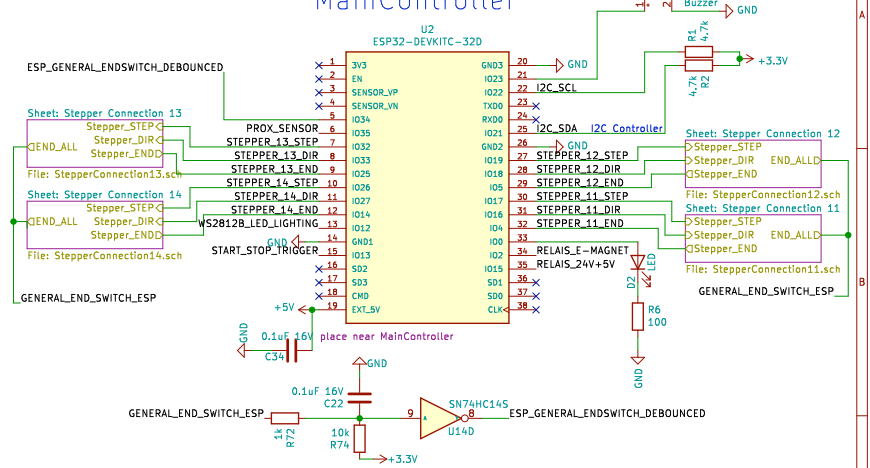 MainController
Buzzer
1
2
GND
U2
ESP32-DEVKITC-32D
R1
4.7k
4.7k
R2
+3.3V
A
ESP_GENERAL_ENDSWITCH_DEBOUNCED
1 3V3
2 EN
3 SENSOR_VP
4 SENSOR_VN
5 IO34
PROX_SENSOR 6 IO35
STEPPER_13_STEP 7 IO32
STEPPER_13_DIR 8 IO33
STEPPER_13_END 9 IO25
STEPPER_14_STEP 10 IO26
STEPPER_14_DIR 11 IO27
STEPPER_14_END 12 IO14
WS2812B_LED_LIGHTING 13 IO12
GND 14 GND1
START_STOP_TRIGGER 15 IO13
16 SD2
17 SD3
18 CMD
+5V 19 EXT_5V
GND3 20 GND
IO23 21
IO22 22 I2C_SCL
TXD0 23
RXD0 24
IO21 25 I2C_SDA I2C Controller
GND2 26 GND
IO19 27 STEPPER_12_STEP
IO18 28 STEPPER_12_DIR
IO5 29 STEPPER_12_END
IO17 30 STEPPER_11_STEP
IO16 31 STEPPER_11_DIR
IO4 32 STEPPER_11_END
IO0 33
IO2 34 RELAIS_E-MAGNET
IO15 35 RELAIS_24V+5V
SD1 36
SD0 37
CLK 38
Sheet: Stepper Connection 13
Stepper_STEP
Stepper_DIR
Stepper_END
END_ALL
File: StepperConnection13.sch
Sheet: Stepper Connection 14
Stepper_STEP
Stepper_DIR
Stepper_END
END_ALL
File: StepperConnection14.sch
GENERAL_END_SWITCH_ESP
Sheet: Stepper Connection 12
Stepper_STEP
Stepper_DIR
Stepper_END
END_ALL
File: StepperConnection12.sch
Sheet: Stepper Connection 11
Stepper_STEP
Stepper_DIR
Stepper_END
END_ALL
File: StepperConnection11.sch
GENERAL_END_SWITCH_ESP
B
D2
LED
R6
100
GND
0.1uF 16V
C34
GND
place near MainController
GND
0.1uF 16V
C22
GENERAL_END_SWITCH_ESP
1k
R72
10k
R74
+3.3V
9
A
8
SN74HC14S
U14D
ESP_GENERAL_ENDSWITCH_DEBOUNCED